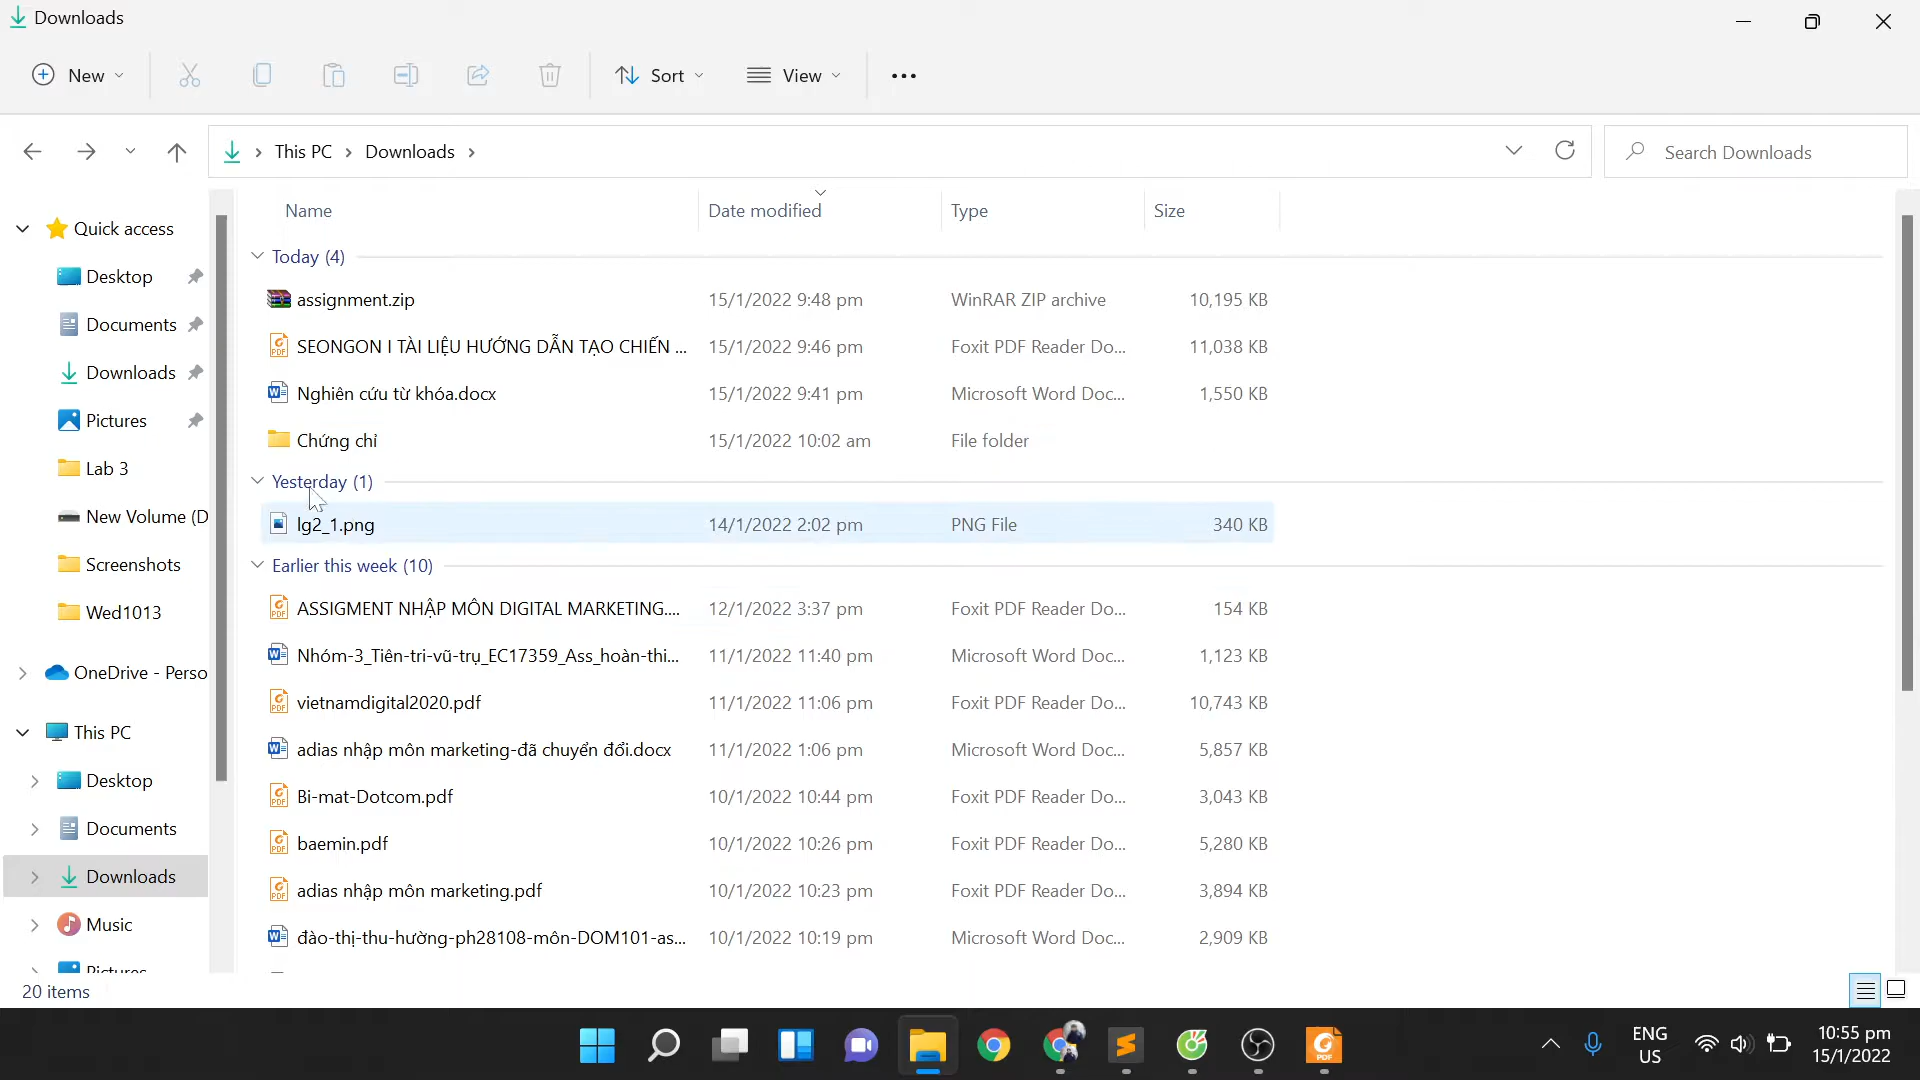 Downloads
New
Sort
View
This PC
Downloads
Search Downloads
Quick access
Desktop
Documents
Downloads
Pictures
Lab 3
New Volume (D
Screenshots
Wed1013
OneDrive - Perso
This PC
Desktop
Documents
Downloads
Music
Pictures
Name Date modified Type Size
Today (4)
assignment.zip 15/1/2022 9:48 pm WinRAR ZIP archive 10,195 KB
SEONGON I TÀI LIỆU HƯỚNG DẪN TẠO CHIẾN ... 15/1/2022 9:46 pm Foxit PDF Reader Do... 11,038 KB
Nghiên cứu từ khóa.docx 15/1/2022 9:41 pm Microsoft Word Doc... 1,550 KB
Chứng chỉ 15/1/2022 10:02 am File folder
Yesterday (1)
lg2_1.png 14/1/2022 2:02 pm PNG File 340 KB
Earlier this week (10)
ASSIGMENT NHẬP MÔN DIGITAL MARKETING.... 12/1/2022 3:37 pm Foxit PDF Reader Do... 154 KB
Nhóm-3_Tiên-tri-vũ-trụ_EC17359_Ass_hoàn-thi... 11/1/2022 11:40 pm Microsoft Word Doc... 1,123 KB
vietnamdigital2020.pdf 11/1/2022 11:06 pm Foxit PDF Reader Do... 10,743 KB
adias nhập môn marketing-đã chuyển đổi.docx 11/1/2022 1:06 pm Microsoft Word Doc... 5,857 KB
Bi-mat-Dotcom.pdf 10/1/2022 10:44 pm Foxit PDF Reader Do... 3,043 KB
baemin.pdf 10/1/2022 10:26 pm Foxit PDF Reader Do... 5,280 KB
adias nhập môn marketing.pdf 10/1/2022 10:23 pm Foxit PDF Reader Do... 3,894 KB
đào-thị-thu-hường-ph28108-môn-DOM101-as... 10/1/2022 10:19 pm Microsoft Word Doc... 2,909 KB
20 items
ENG
US
10:55 pm
15/1/2022